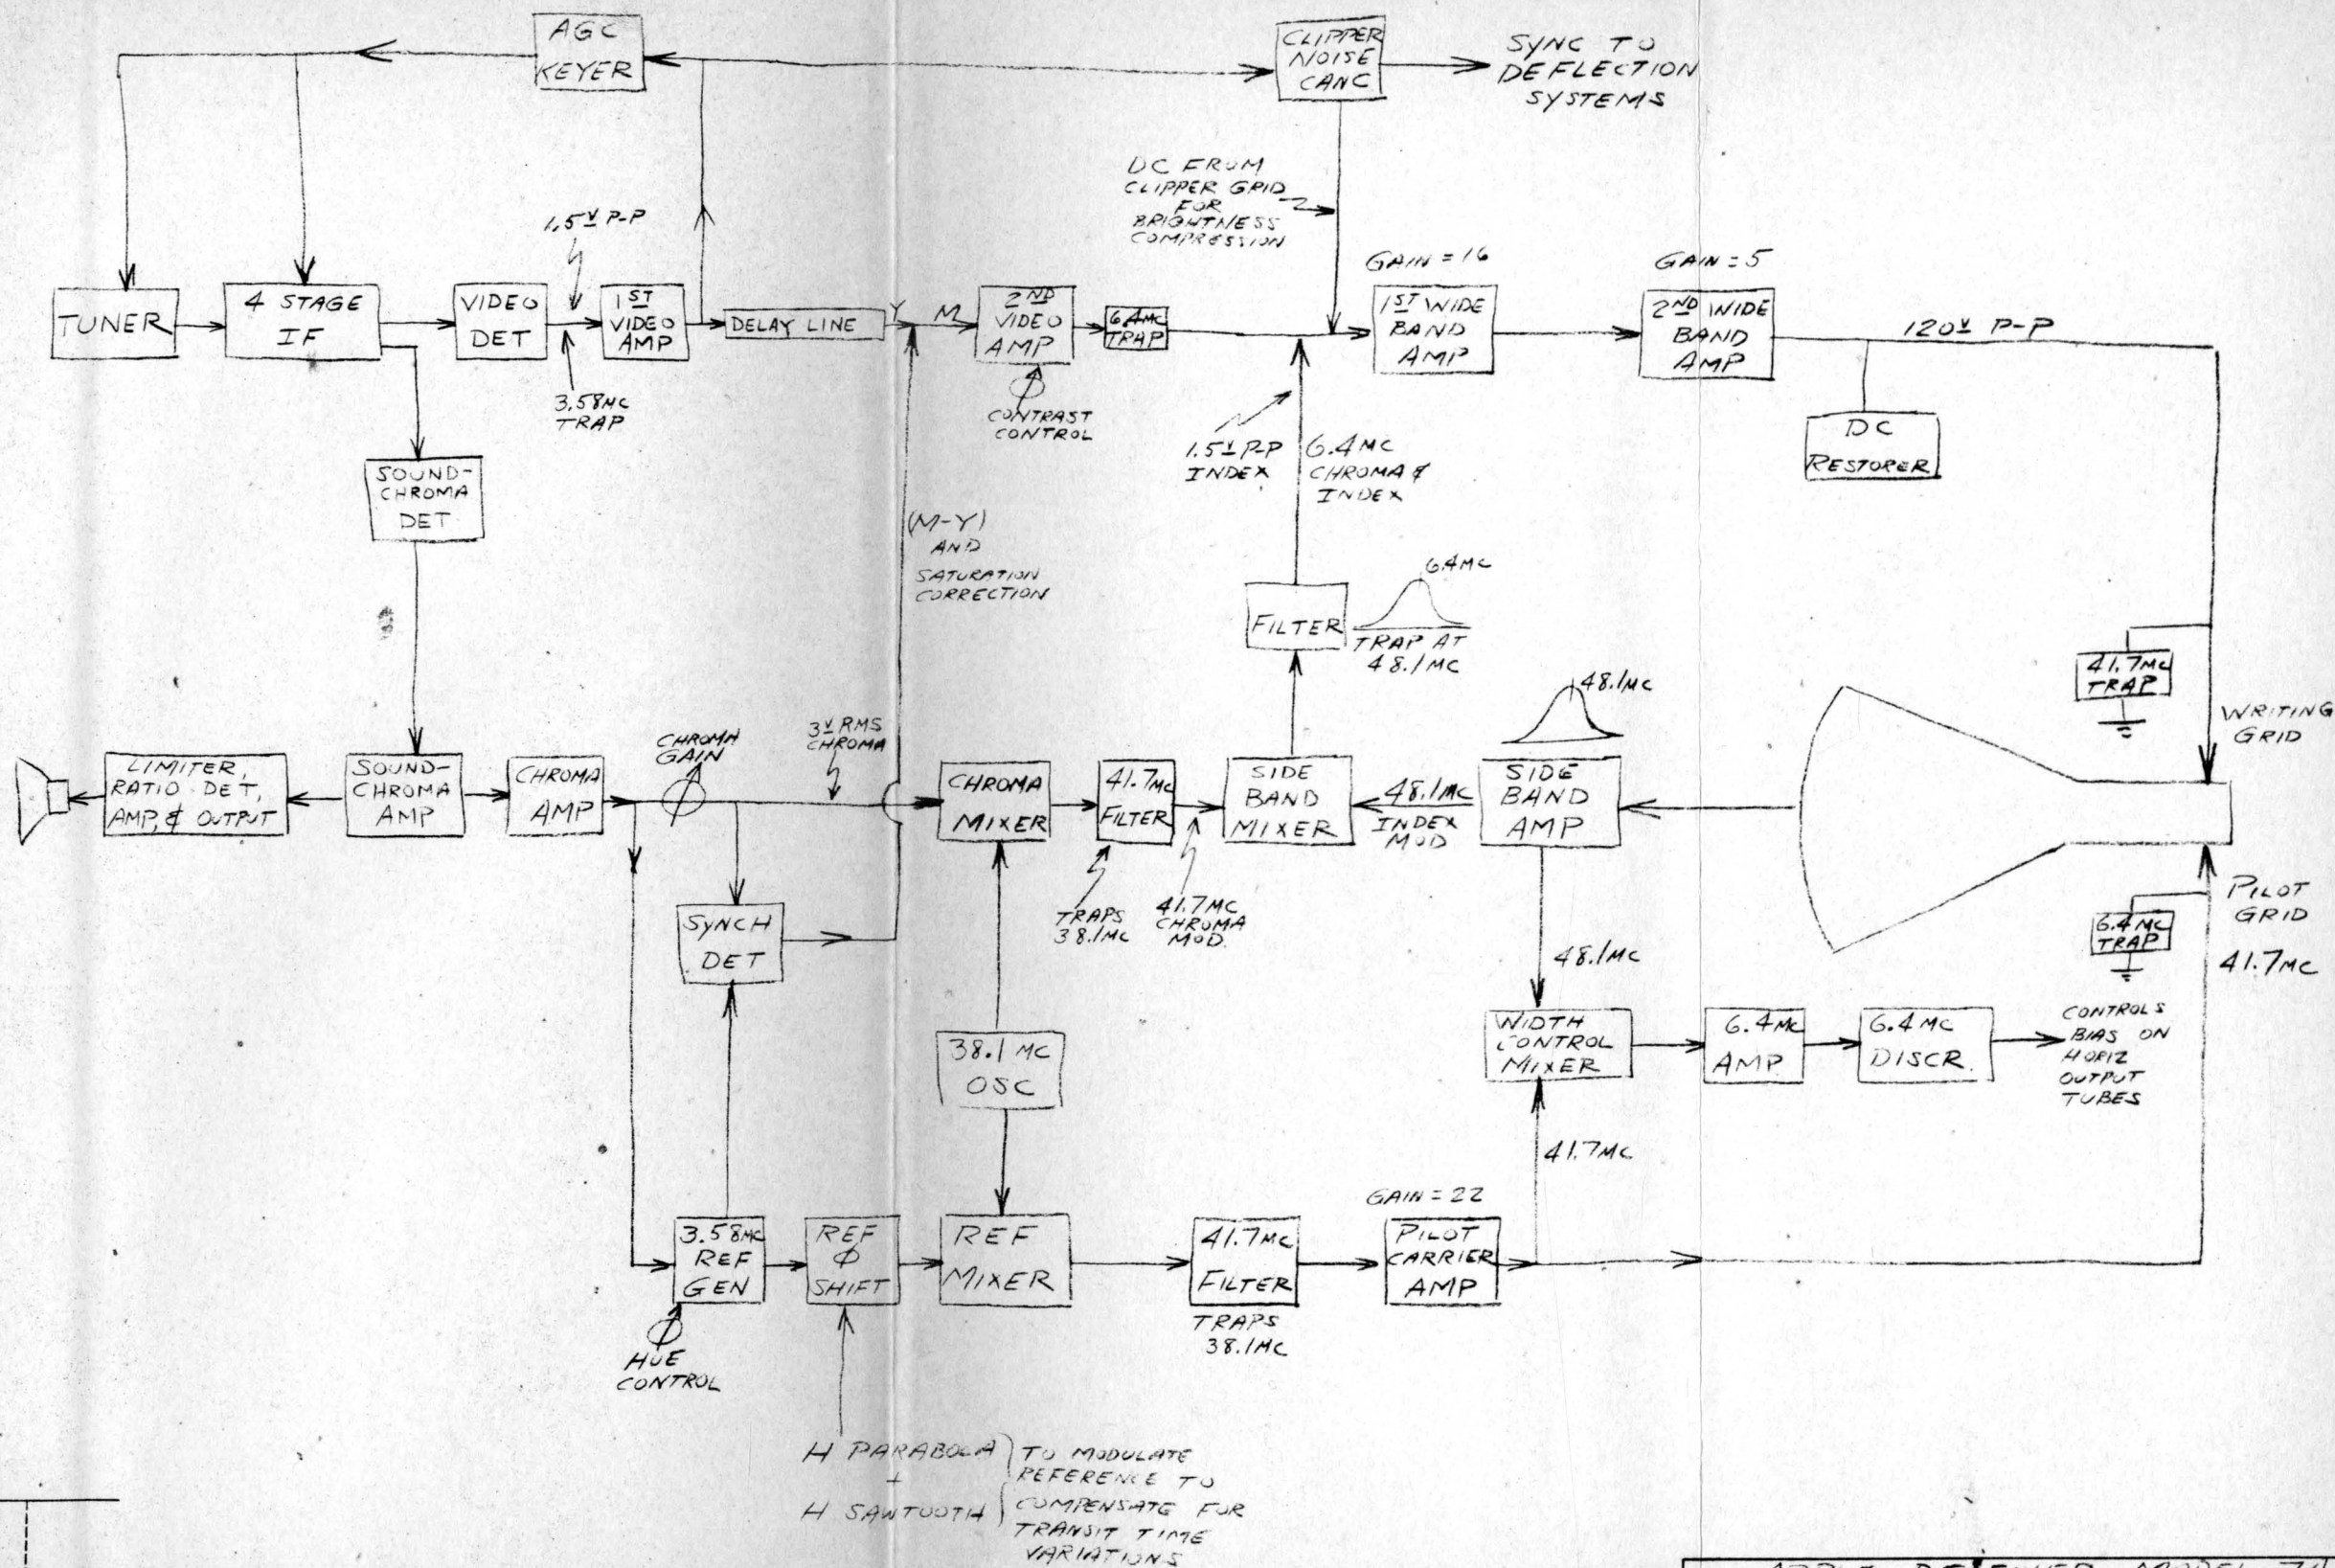 AGC
KEYER
CLIPPER
NOISE
CANC
SYNC TO
DEFLECTION
SYSTEMS
DC FROM
CLIPPER GRID
FOR
BRIGHTNESS
COMPRESSION
1.5V P-P
GAIN = 16
GAIN = 5
TUNER
4 STAGE
IF
VIDEO
DET
1ST
VIDEO
AMP
DELAY LINE
Y
M
2ND
VIDEO
AMP
6.4MC
TRAP
1ST WIDE
BAND
AMP
2ND WIDE
BAND
AMP
120V P-P
3.58MC
TRAP
CONTRAST
CONTROL
DC
RESTORER
1.5V P-P
INDEX
6.4MC
CHROMA &
INDEX
SOUND-
CHROMA
DET
(M-Y)
AND
SATURATION
CORRECTION
FILTER
6.4MC
TRAP AT
48.1MC
41.7MC
TRAP
WRITING
GRID
48.1MC
CHROMA
GAIN
3V RMS
CHROMA
LIMITER,
RATIO DET,
AMP, & OUTPUT
SOUND-
CHROMA
AMP
CHROMA
AMP
CHROMA
MIXER
41.7MC
FILTER
SIDE
BAND
MIXER
48.1MC
INDEX
MOD
SIDE
BAND
AMP
TRAPS
38.1MC
41.7MC
CHROMA
MOD.
SYNCH
DET
PILOT
GRID
41.7MC
6.4MC
TRAP
48.1MC
38.1 MC
OSC
WIDTH
CONTROL
MIXER
6.4MC
AMP
6.4MC
DISCR.
CONTROLS
BIAS ON
HORIZ
OUTPUT
TUBES
41.7MC
GAIN = 22
3.58MC
REF
GEN
REF
Φ
SHIFT
REF
MIXER
41.7MC
FILTER
TRAPS
38.1MC
PILOT
CARRIER
AMP
HUE
CONTROL
H PARABOLA
+
H SAWTOOTH
TO MODULATE
REFERENCE TO
COMPENSATE FOR
TRANSIT TIME
VARIATIONS